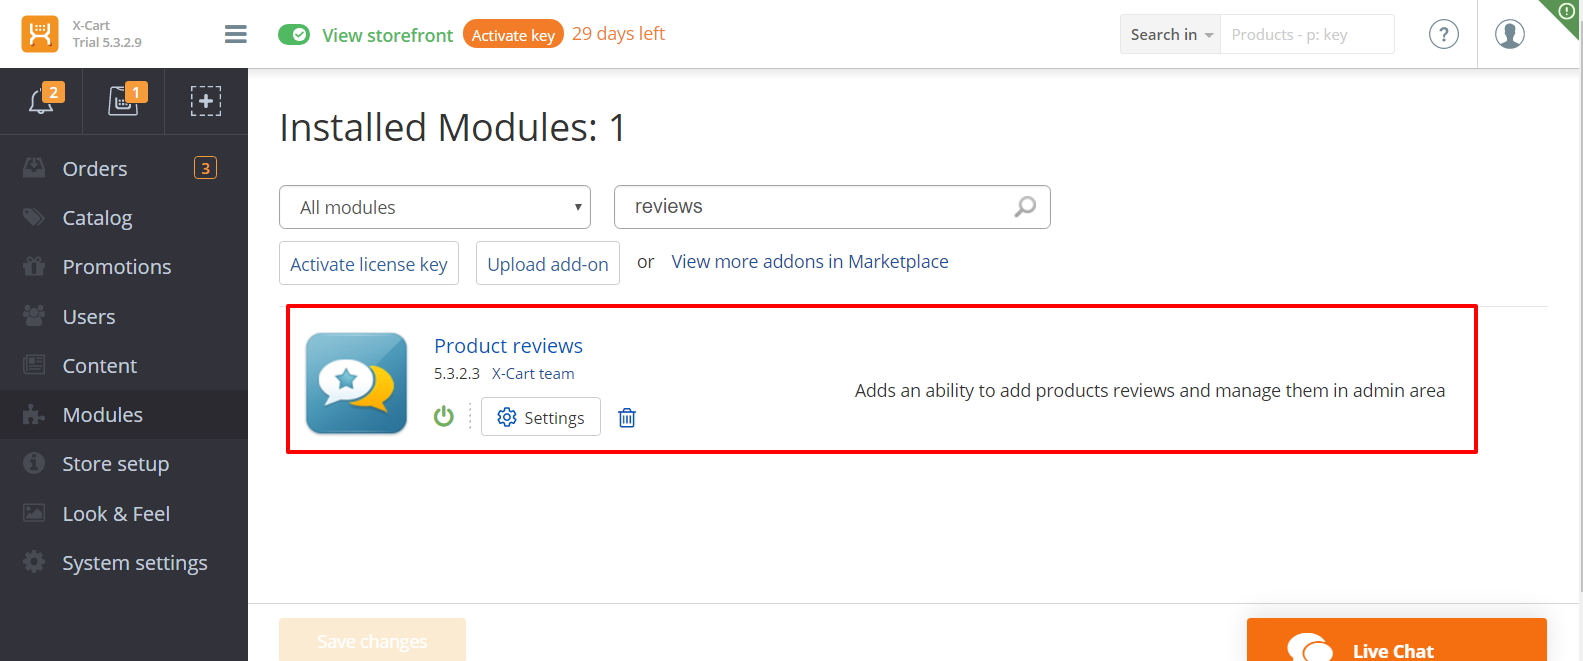 X-Cart
Trial 5.3.2.9
View storefront
Activate key
29 days left
Search in
Products - p: key
?
2
1
Orders
3
Catalog
Promotions
Users
Content
Modules
Store setup
Look & Feel
System settings
Installed Modules: 1
All modules
reviews
Activate license key
Upload add-on
or
View more addons in Marketplace
Product reviews
5.3.2.3 X-Cart team
Settings
Adds an ability to add products reviews and manage them in admin area
Save changes
Live Chat